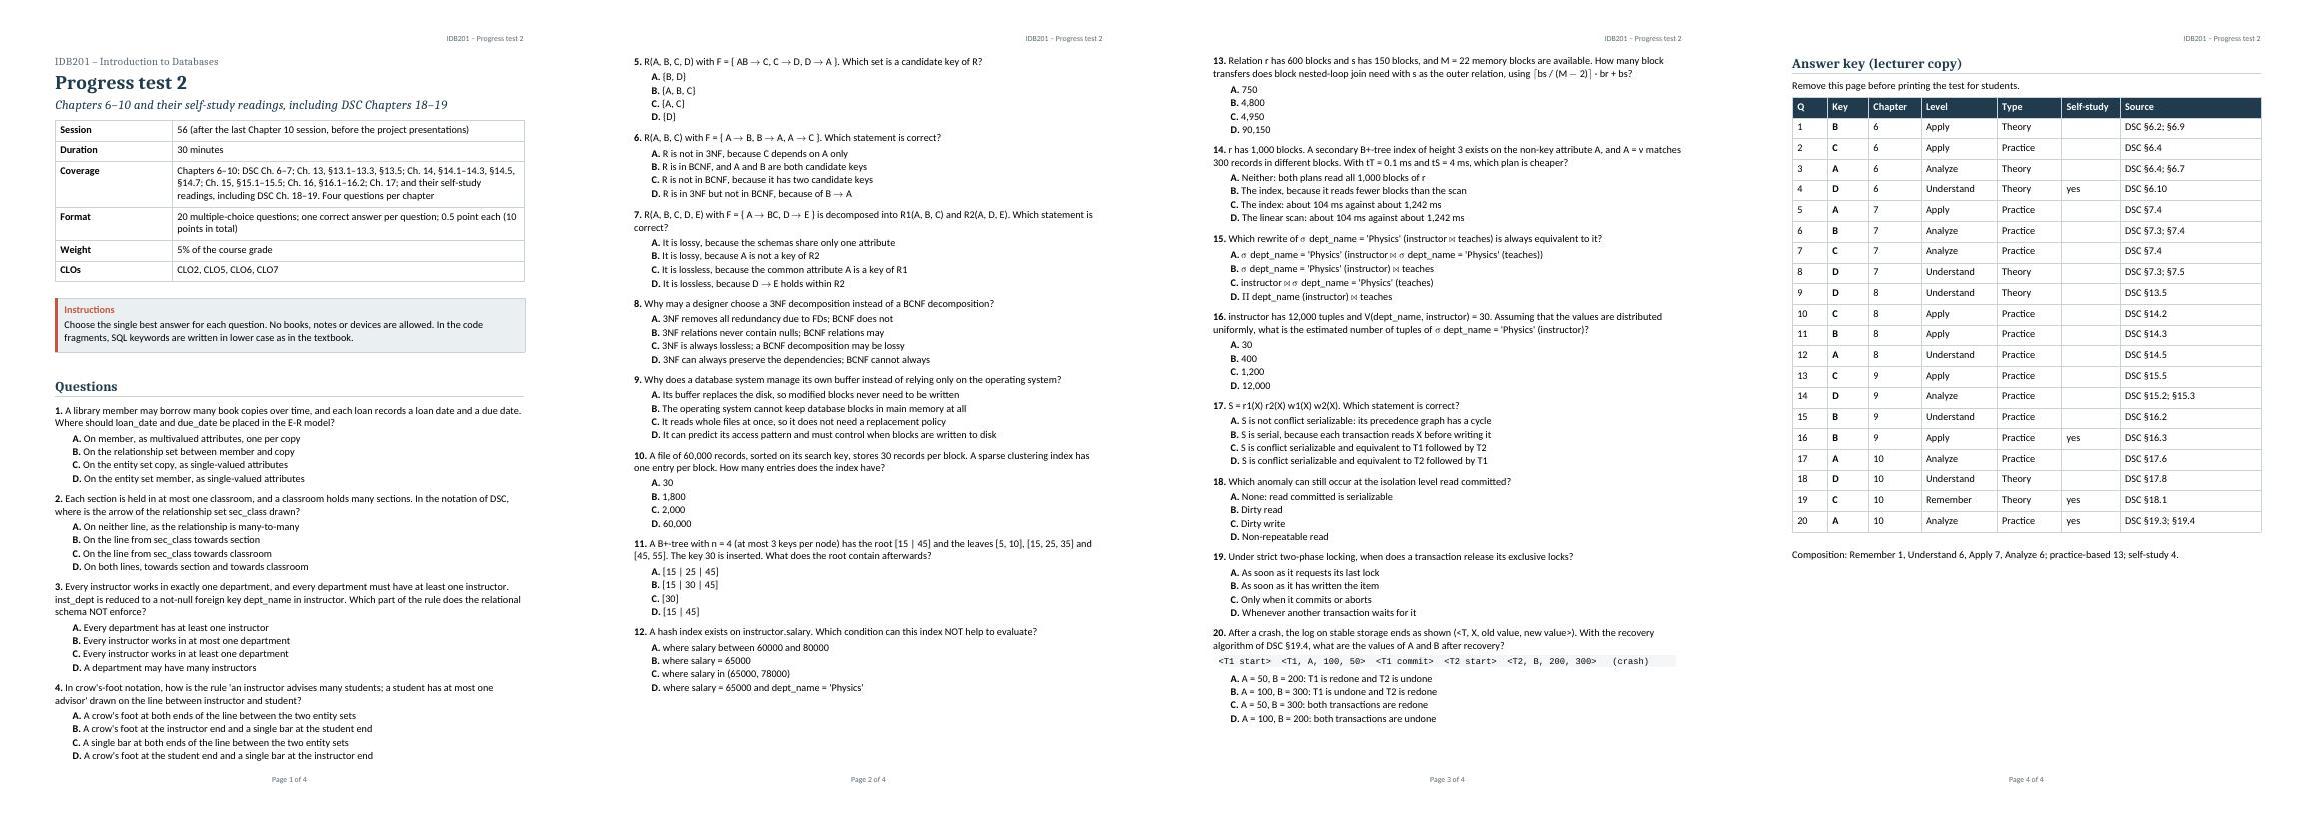 IDB201 – Progress test 2
IDB201 – Introduction to Databases
Progress test 2
Chapters 6–10 and their self-study readings, including DSC Chapters 18–19
Session 56 (after the last Chapter 10 session, before the project presentations)
Duration 30 minutes
Coverage Chapters 6–10; DSC Ch. 6–7; Ch. 13, §13.1–13.3, §13.5; Ch. 14, §14.1–14.3, §14.5,
§14.7; Ch. 15, §15.1–15.5; Ch. 16, §16.1–16.2; Ch. 17; and their self-study
readings, including DSC Ch. 18–19. Four questions per chapter
Format 20 multiple-choice questions; one correct answer per question; 0.5 point each (10
points in total)
Weight 5% of the course grade
CLOs CLO2, CLO5, CLO6, CLO7
Instructions
Choose the single best answer for each question. No books, notes or devices are allowed. In the code
fragments, SQL keywords are written in lower case as in the textbook.
Questions
1. A library member may borrow many book copies over time, and each loan records a loan date and a due date.
Where should loan_date and due_date be placed in the E-R model?
A. On member, as multivalued attributes, one per copy
B. On the relationship set between member and copy
C. On the entity set copy, as single-valued attributes
D. On the entity set member, as single-valued attributes
2. Each section is held in at most one classroom, and a classroom holds many sections. In the notation of DSC,
where is the arrow of the relationship set sec_class drawn?
A. On neither line, as the relationship is many-to-many
B. On the line from sec_class towards section
C. On the line from sec_class towards classroom
D. On both lines, towards section and towards classroom
3. Every instructor works in exactly one department, and every department must have at least one instructor.
inst_dept is reduced to a not-null foreign key dept_name in instructor. Which part of the rule does the relational
schema NOT enforce?
A. Every department has at least one instructor
B. Every instructor works in at most one department
C. Every instructor works in at least one department
D. A department may have many instructors
4. In crow's-foot notation, how is the rule 'an instructor advises many students; a student has at most one
advisor' drawn on the line between instructor and student?
A. A crow's foot at both ends of the line between the two entity sets
B. A crow's foot at the instructor end and a single bar at the student end
C. A single bar at both ends of the line between the two entity sets
D. A crow's foot at the student end and a single bar at the instructor end
Page 1 of 4
IDB201 – Progress test 2
5. R(A, B, C, D) with F = { AB → C, C → D, D → A }. Which set is a candidate key of R?
A. {B, D}
B. {A, B, C}
C. {A, C}
D. {D}
6. R(A, B, C) with F = { A → B, B → A, A → C }. Which statement is correct?
A. R is not in 3NF, because C depends on A only
B. R is in BCNF, and A and B are both candidate keys
C. R is not in BCNF, because it has two candidate keys
D. R is in 3NF but not in BCNF, because of B → A
7. R(A, B, C, D, E) with F = { A → BC, D → E } is decomposed into R1(A, B, C) and R2(A, D, E). Which statement is
correct?
A. It is lossy, because the schemas share only one attribute
B. It is lossy, because A is not a key of R2
C. It is lossless, because the common attribute A is a key of R1
D. It is lossless, because D → E holds within R2
8. Why may a designer choose a 3NF decomposition instead of a BCNF decomposition?
A. 3NF removes all redundancy due to FDs; BCNF does not
B. 3NF relations never contain nulls; BCNF relations may
C. 3NF is always lossless; a BCNF decomposition may be lossy
D. 3NF can always preserve the dependencies; BCNF cannot always
9. Why does a database system manage its own buffer instead of relying only on the operating system?
A. Its buffer replaces the disk, so modified blocks never need to be written
B. The operating system cannot keep database blocks in main memory at all
C. It reads whole files at once, so it does not need a replacement policy
D. It can predict its access pattern and must control when blocks are written to disk
10. A file of 60,000 records, sorted on its search key, stores 30 records per block. A sparse clustering index has
one entry per block. How many entries does the index have?
A. 30
B. 1,800
C. 2,000
D. 60,000
11. A B+-tree with n = 4 (at most 3 keys per node) has the root [15 | 45] and the leaves [5, 10], [15, 25, 35] and
[45, 55]. The key 30 is inserted. What does the root contain afterwards?
A. [15 | 25 | 45]
B. [15 | 30 | 45]
C. [30]
D. [15 | 45]
12. A hash index exists on instructor.salary. Which condition can this index NOT help to evaluate?
A. where salary between 60000 and 80000
B. where salary = 65000
C. where salary in (65000, 78000)
D. where salary = 65000 and dept_name = 'Physics'
Page 2 of 4
IDB201 – Progress test 2
13. Relation r has 600 blocks and s has 150 blocks, and M = 22 memory blocks are available. How many block
transfers does block nested-loop join need with s as the outer relation, using ⌈bs / (M − 2)⌉ · br + bs?
A. 750
B. 4,800
C. 4,950
D. 90,150
14. r has 1,000 blocks. A secondary B+-tree index of height 3 exists on the non-key attribute A, and A = v matches
300 records in different blocks. With tT = 0.1 ms and tS = 4 ms, which plan is cheaper?
A. Neither: both plans read all 1,000 blocks of r
B. The index, because it reads fewer blocks than the scan
C. The index: about 104 ms against about 1,242 ms
D. The linear scan: about 104 ms against about 1,242 ms
15. Which rewrite of σ dept_name = 'Physics' (instructor ⋈ teaches) is always equivalent to it?
A. σ dept_name = 'Physics' (instructor ⋈ σ dept_name = 'Physics' (teaches))
B. σ dept_name = 'Physics' (instructor) ⋈ teaches
C. instructor ⋈ σ dept_name = 'Physics' (teaches)
D. Π dept_name (instructor) ⋈ teaches
16. instructor has 12,000 tuples and V(dept_name, instructor) = 30. Assuming that the values are distributed
uniformly, what is the estimated number of tuples of σ dept_name = 'Physics' (instructor)?
A. 30
B. 400
C. 1,200
D. 12,000
17. S = r1(X) r2(X) w1(X) w2(X). Which statement is correct?
A. S is not conflict serializable: its precedence graph has a cycle
B. S is serial, because each transaction reads X before writing it
C. S is conflict serializable and equivalent to T1 followed by T2
D. S is conflict serializable and equivalent to T2 followed by T1
18. Which anomaly can still occur at the isolation level read committed?
A. None: read committed is serializable
B. Dirty read
C. Dirty write
D. Non-repeatable read
19. Under strict two-phase locking, when does a transaction release its exclusive locks?
A. As soon as it requests its last lock
B. As soon as it has written the item
C. Only when it commits or aborts
D. Whenever another transaction waits for it
20. After a crash, the log on stable storage ends as shown (<T, X, old value, new value>). With the recovery
algorithm of DSC §19.4, what are the values of A and B after recovery?
<T1 start> <T1, A, 100, 50> <T1 commit> <T2 start> <T2, B, 200, 300> (crash)
A. A = 50, B = 200: T1 is redone and T2 is undone
B. A = 100, B = 300: T1 is undone and T2 is redone
C. A = 50, B = 300: both transactions are redone
D. A = 100, B = 200: both transactions are undone
Page 3 of 4
IDB201 – Progress test 2
Answer key (lecturer copy)
Remove this page before printing the test for students.
Q Key Chapter Level Type Self-study Source
1 B 6 Apply Theory DSC §6.2; §6.9
2 C 6 Apply Practice DSC §6.4
3 A 6 Analyze Theory DSC §6.4; §6.7
4 D 6 Understand Theory yes DSC §6.10
5 A 7 Apply Practice DSC §7.4
6 B 7 Analyze Practice DSC §7.3; §7.4
7 C 7 Analyze Practice DSC §7.4
8 D 7 Understand Theory DSC §7.3; §7.5
9 D 8 Understand Theory DSC §13.5
10 C 8 Apply Practice DSC §14.2
11 B 8 Apply Practice DSC §14.3
12 A 8 Understand Practice DSC §14.5
13 C 9 Apply Practice DSC §15.5
14 D 9 Analyze Practice DSC §15.2; §15.3
15 B 9 Understand Practice DSC §16.2
16 B 9 Apply Practice yes DSC §16.3
17 A 10 Analyze Practice DSC §17.6
18 D 10 Understand Theory DSC §17.8
19 C 10 Remember Theory yes DSC §18.1
20 A 10 Analyze Practice yes DSC §19.3; §19.4
Composition: Remember 1, Understand 6, Apply 7, Analyze 6; practice-based 13; self-study 4.
Page 4 of 4